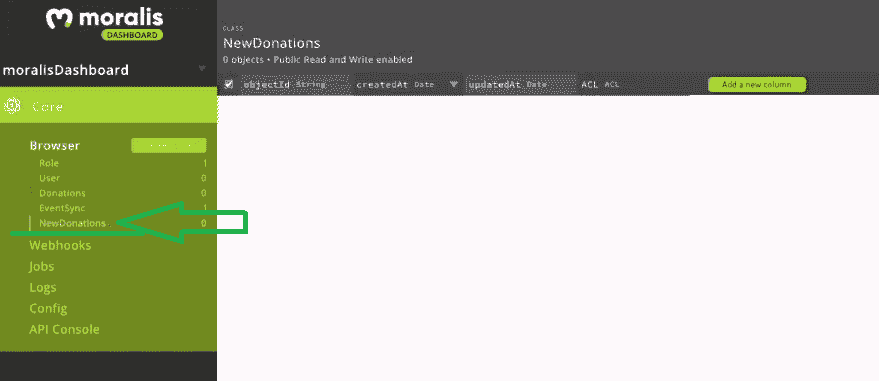 moralis
DASHBOARD
moralisDashboard
Core
Browser
Role 1
User 0
Donations 0
EventSync 1
NewDonations 0
Webhooks
Jobs
Logs
Config
API Console
CLASS
NewDonations
0 objects • Public Read and Write enabled
objectId String createdAt Date updatedAt Date ACL ACL Add a new column